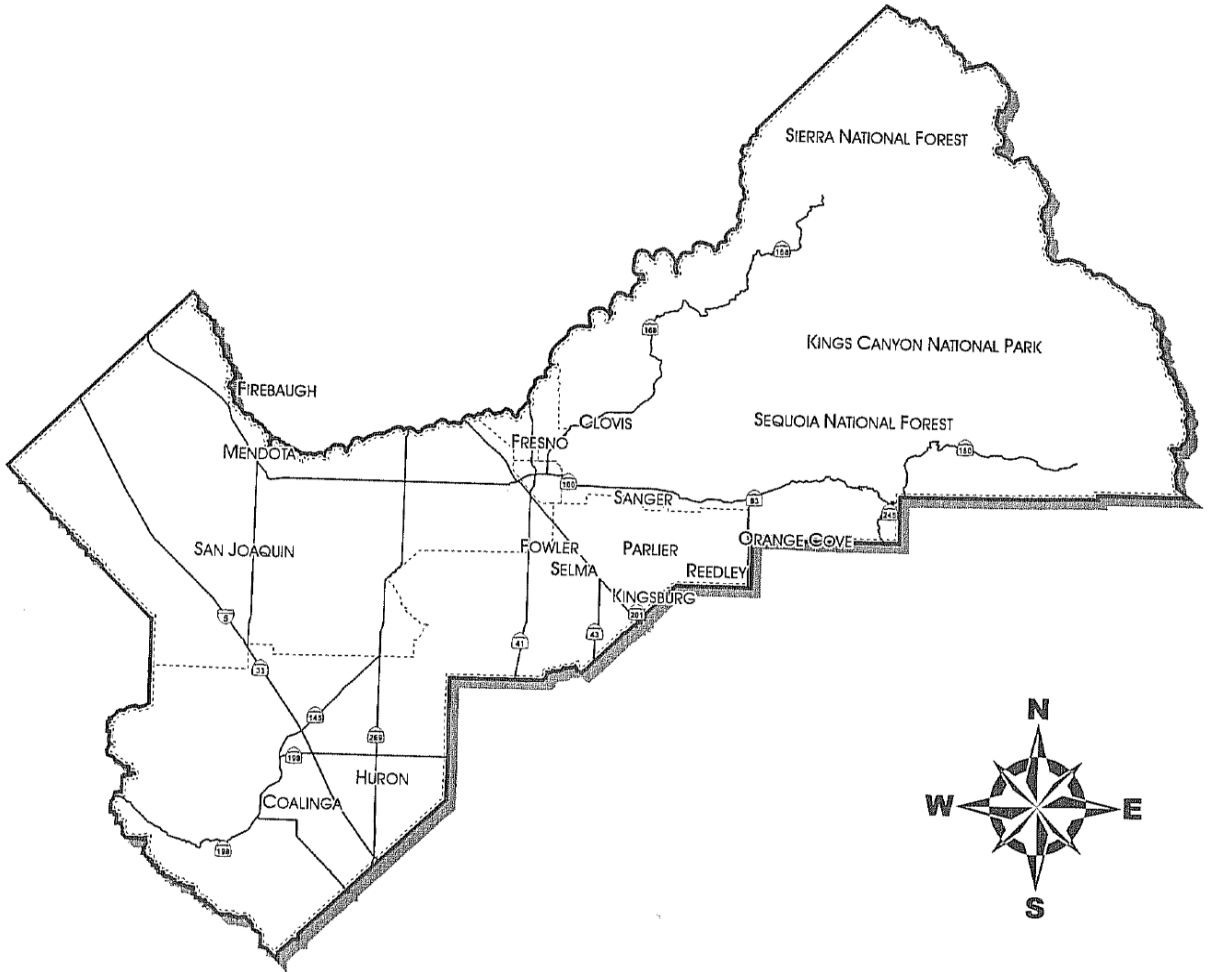 SIERRA NATIONAL FOREST
168
168
KINGS CANYON NATIONAL PARK
FIREBAUGH
CLOVIS
SEQUOIA NATIONAL FOREST
FRESNO
MENDOTA
180
180
SANGER
63
245
SAN JOAQUIN
FOWLER
PARLIER
ORANGE COVE
SELMA
REEDLEY
KINGSBURG
5
201
41
43
33
145
269
198
HURON
COALINGA
198
N
W
E
S